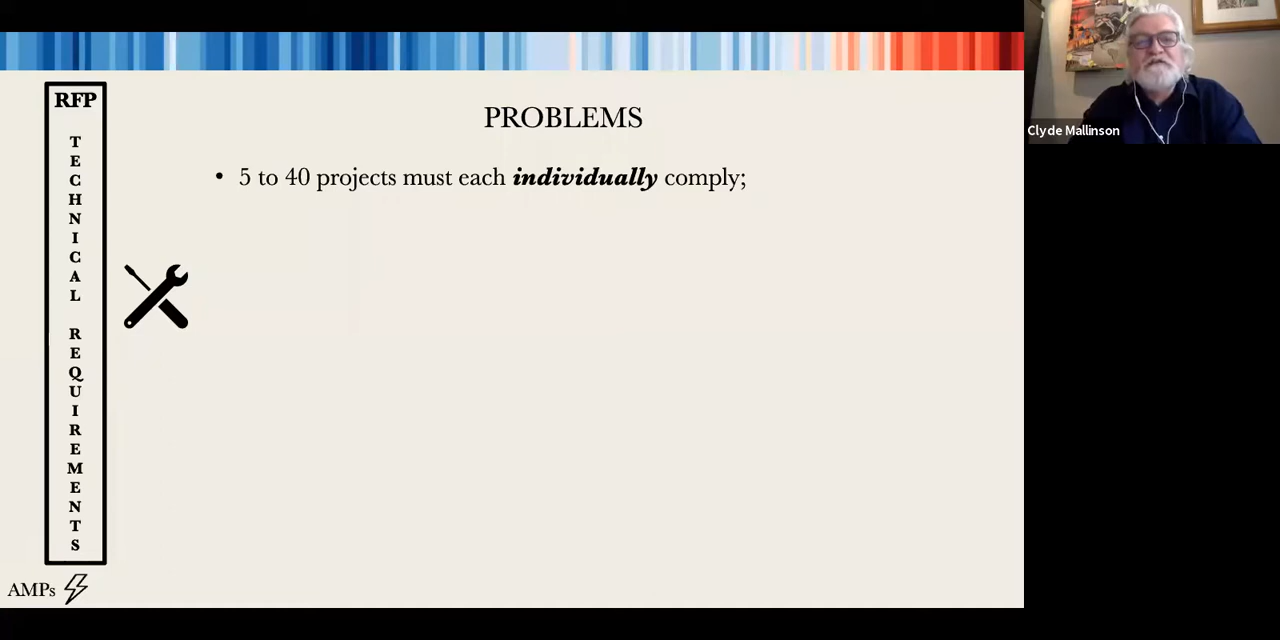 RFP
TECHNICAL
REQUIREMENTS
PROBLEMS
• 5 to 40 projects must each individually comply;
AMPs
Clyde Mallinson